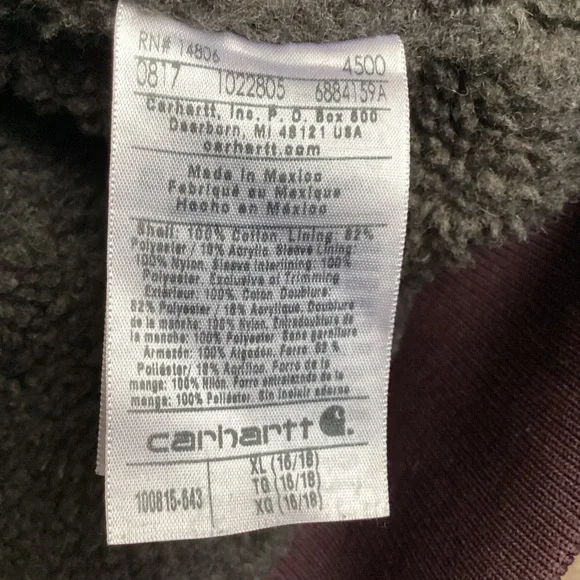 RN# 14806 4500
0817 1022805 6884159A
Carhartt, Inc. P. O. Box 600
Dearborn, MI 48121 USA
carhartt.com
Made in Mexico
Fabriqué au Mexique
Hecho en México
Shell: 100% Cotton. Lining: 82%
Polyester / 18% Acrylic. Sleeve Lining:
100% Nylon. Sleeve Interlining: 100%
Polyester. Exclusive of Trimming
Extérieur: 100% Coton. Doublure:
82% Polyester / 18% Acrylique. Doublure
de la manche: 100% Nylon. Entredoublure de
la manche: 100% Polyester. Sans garniture
Armazón: 100% Algodón. Forro: 82 %
Poliéster/ 18% Acrílico. Forro de la
manga: 100% Nilón. Forro entrelazado de la
manga: 100% Poliéster. Sin incluir adorno
carhartt
100815-643
XL (16/18)
TG (16/18)
XG (16/18)